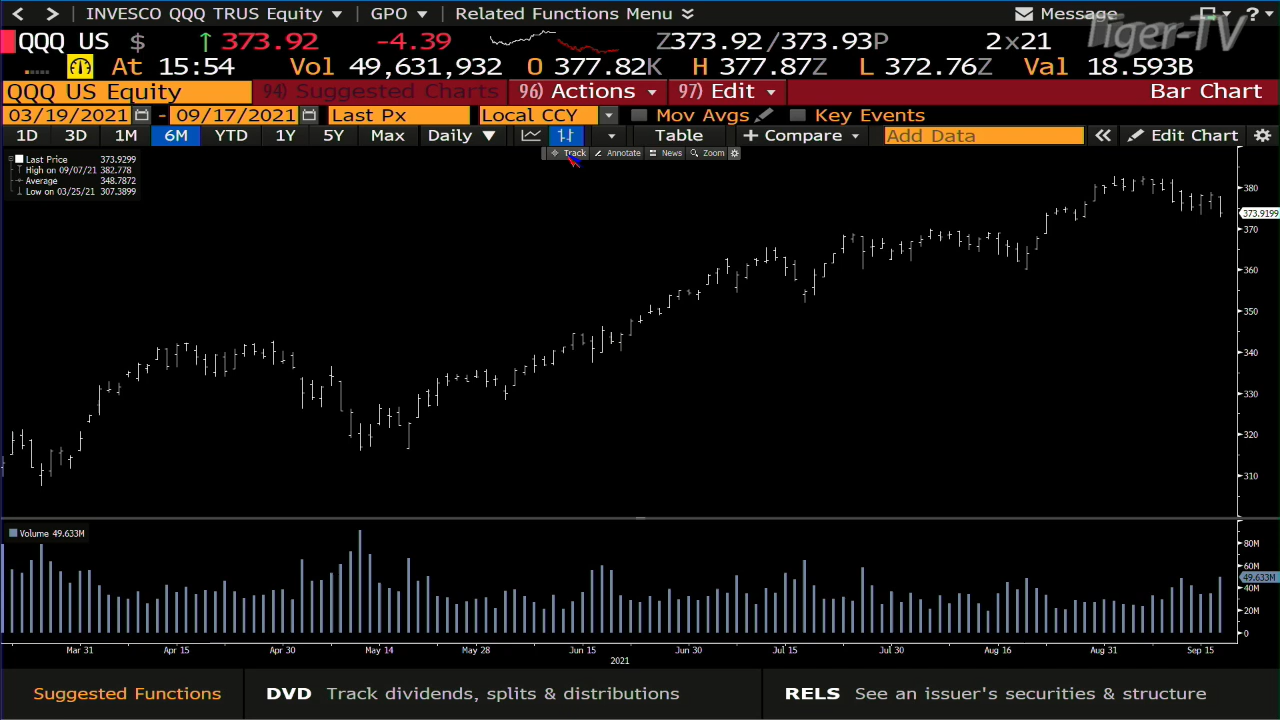 INVESCO QQQ TRUS Equity GPO Related Functions Menu Message ?
Tiger-TV
QQQ US $ 373.92 -4.39 Z373.92/373.93P 2x21
At 15:54 Vol 49,631,932 O 377.82K H 377.87Z L 372.76Z Val 18.593B
QQQ US Equity 94) Suggested Charts 96) Actions 97) Edit Bar Chart
03/19/2021 - 09/17/2021 Last Px Local CCY Mov Avgs Key Events
1D 3D 1M 6M YTD 1Y 5Y Max Daily Table + Compare Add Data « Edit Chart
Track Annotate News Zoom
Last Price 373.9299
High on 09/07/21 382.778
Average 348.7872
Low on 03/25/21 307.3899
380
373.9199
370
360
350
340
330
320
310
Volume 49.633M
80M
60M
49.633M
40M
20M
0
Mar 31 Apr 15 Apr 30 May 14 May 28 Jun 15 Jun 30 Jul 15 Jul 30 Aug 16 Aug 31 Sep 15
2021
Suggested Functions DVD Track dividends, splits & distributions RELS See an issuer's securities & structure